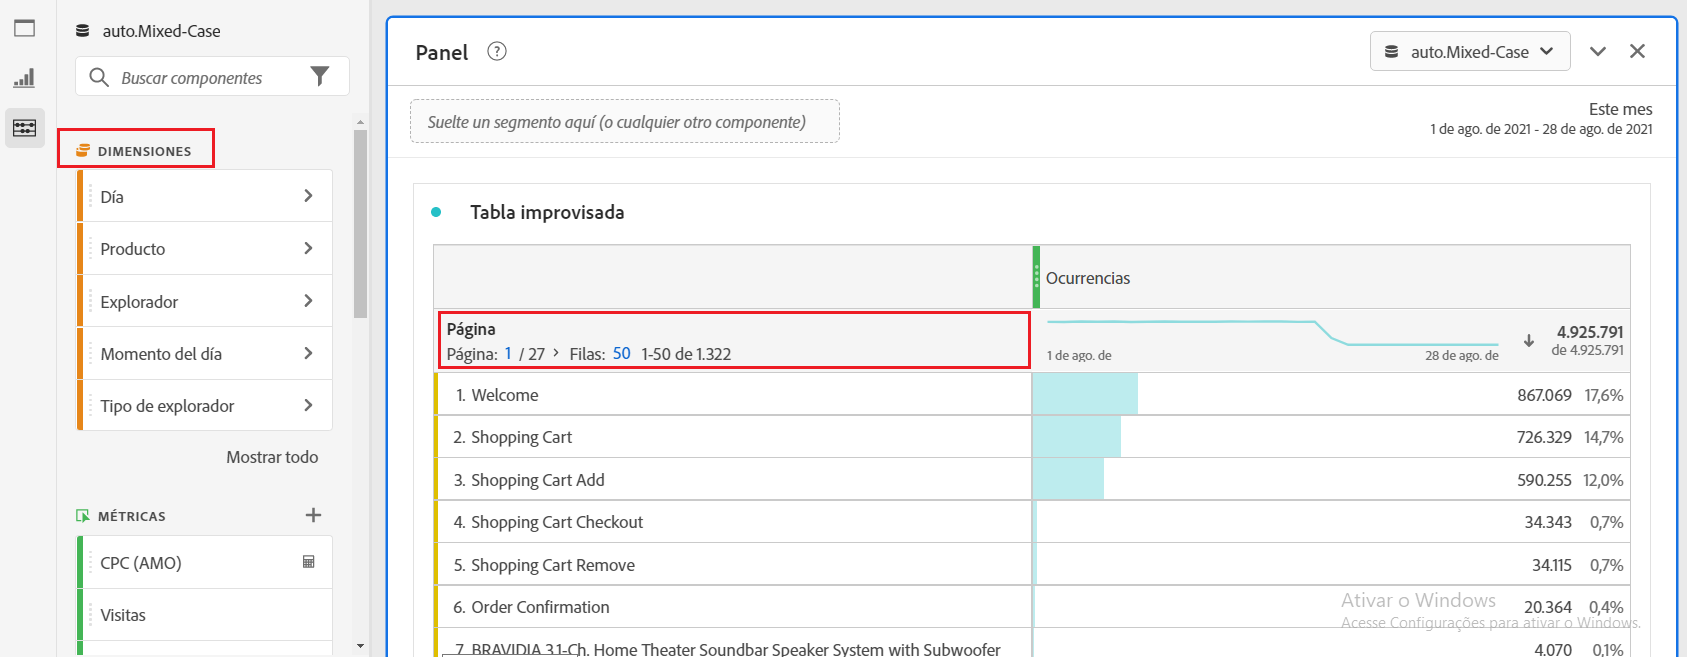 auto.Mixed-Case
Buscar componentes
DIMENSIONES
Día
Producto
Explorador
Momento del día
Tipo de explorador
Mostrar todo
MÉTRICAS
CPC (AMO)
Visitas
Panel ?
auto.Mixed-Case
Suelte un segmento aquí (o cualquier otro componente)
Este mes
1 de ago. de 2021 - 28 de ago. de 2021
Tabla improvisada
Ocurrencias
Página
Página: 1 / 27 > Filas: 50 1-50 de 1.322
1 de ago. de
28 de ago. de
4.925.791
de 4.925.791
1. Welcome 867.069 17,6%
2. Shopping Cart 726.329 14,7%
3. Shopping Cart Add 590.255 12,0%
4. Shopping Cart Checkout 34.343 0,7%
5. Shopping Cart Remove 34.115 0,7%
6. Order Confirmation 20.364 0,4%
7. BRAVIDIA 3.1-Ch. Home Theater Soundbar Speaker System with Subwoofer 4.070 0,1%
Ativar o Windows
Acesse Configurações para ativar o Windows.